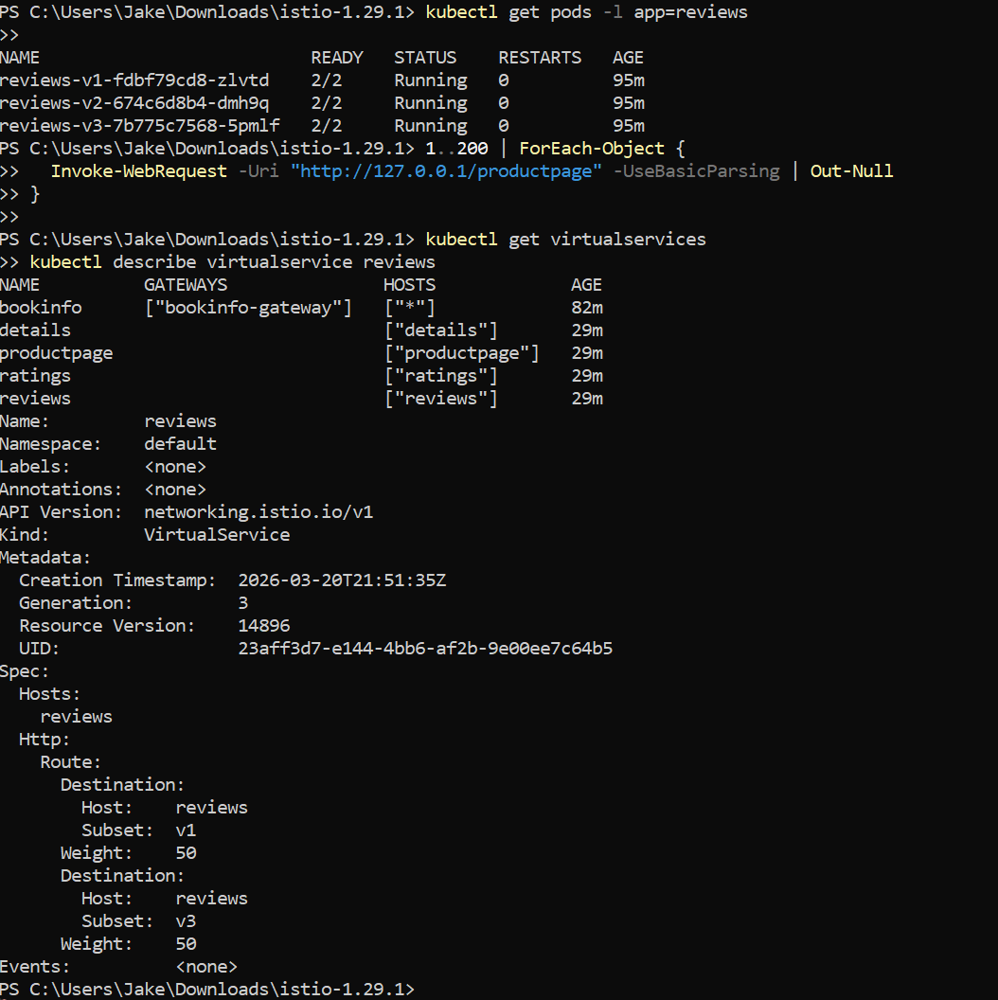 PS C:\Users\Jake\Downloads\istio-1.29.1> kubectl get pods -l app=reviews
>>
NAME                          READY   STATUS    RESTARTS   AGE
reviews-v1-fdbf79cd8-zlvtd    2/2     Running   0          95m
reviews-v2-674c6d8b4-dmh9q    2/2     Running   0          95m
reviews-v3-7b775c7568-5pmlf   2/2     Running   0          95m
PS C:\Users\Jake\Downloads\istio-1.29.1> 1..200 | ForEach-Object {
>>   Invoke-WebRequest -Uri "http://127.0.0.1/productpage" -UseBasicParsing | Out-Null
>> }
>>
PS C:\Users\Jake\Downloads\istio-1.29.1> kubectl get virtualservices
>> kubectl describe virtualservice reviews
NAME          GATEWAYS               HOSTS             AGE
bookinfo      ["bookinfo-gateway"]   ["*"]             82m
details                              ["details"]       29m
productpage                          ["productpage"]   29m
ratings                              ["ratings"]       29m
reviews                              ["reviews"]       29m
Name:         reviews
Namespace:    default
Labels:       <none>
Annotations:  <none>
API Version:  networking.istio.io/v1
Kind:         VirtualService
Metadata:
  Creation Timestamp:  2026-03-20T21:51:35Z
  Generation:          3
  Resource Version:    14896
  UID:                 23aff3d7-e144-4bb6-af2b-9e00ee7c64b5
Spec:
  Hosts:
    reviews
  Http:
    Route:
      Destination:
        Host:    reviews
        Subset:  v1
      Weight:    50
      Destination:
        Host:    reviews
        Subset:  v3
      Weight:    50
Events:          <none>
PS C:\Users\Jake\Downloads\istio-1.29.1>